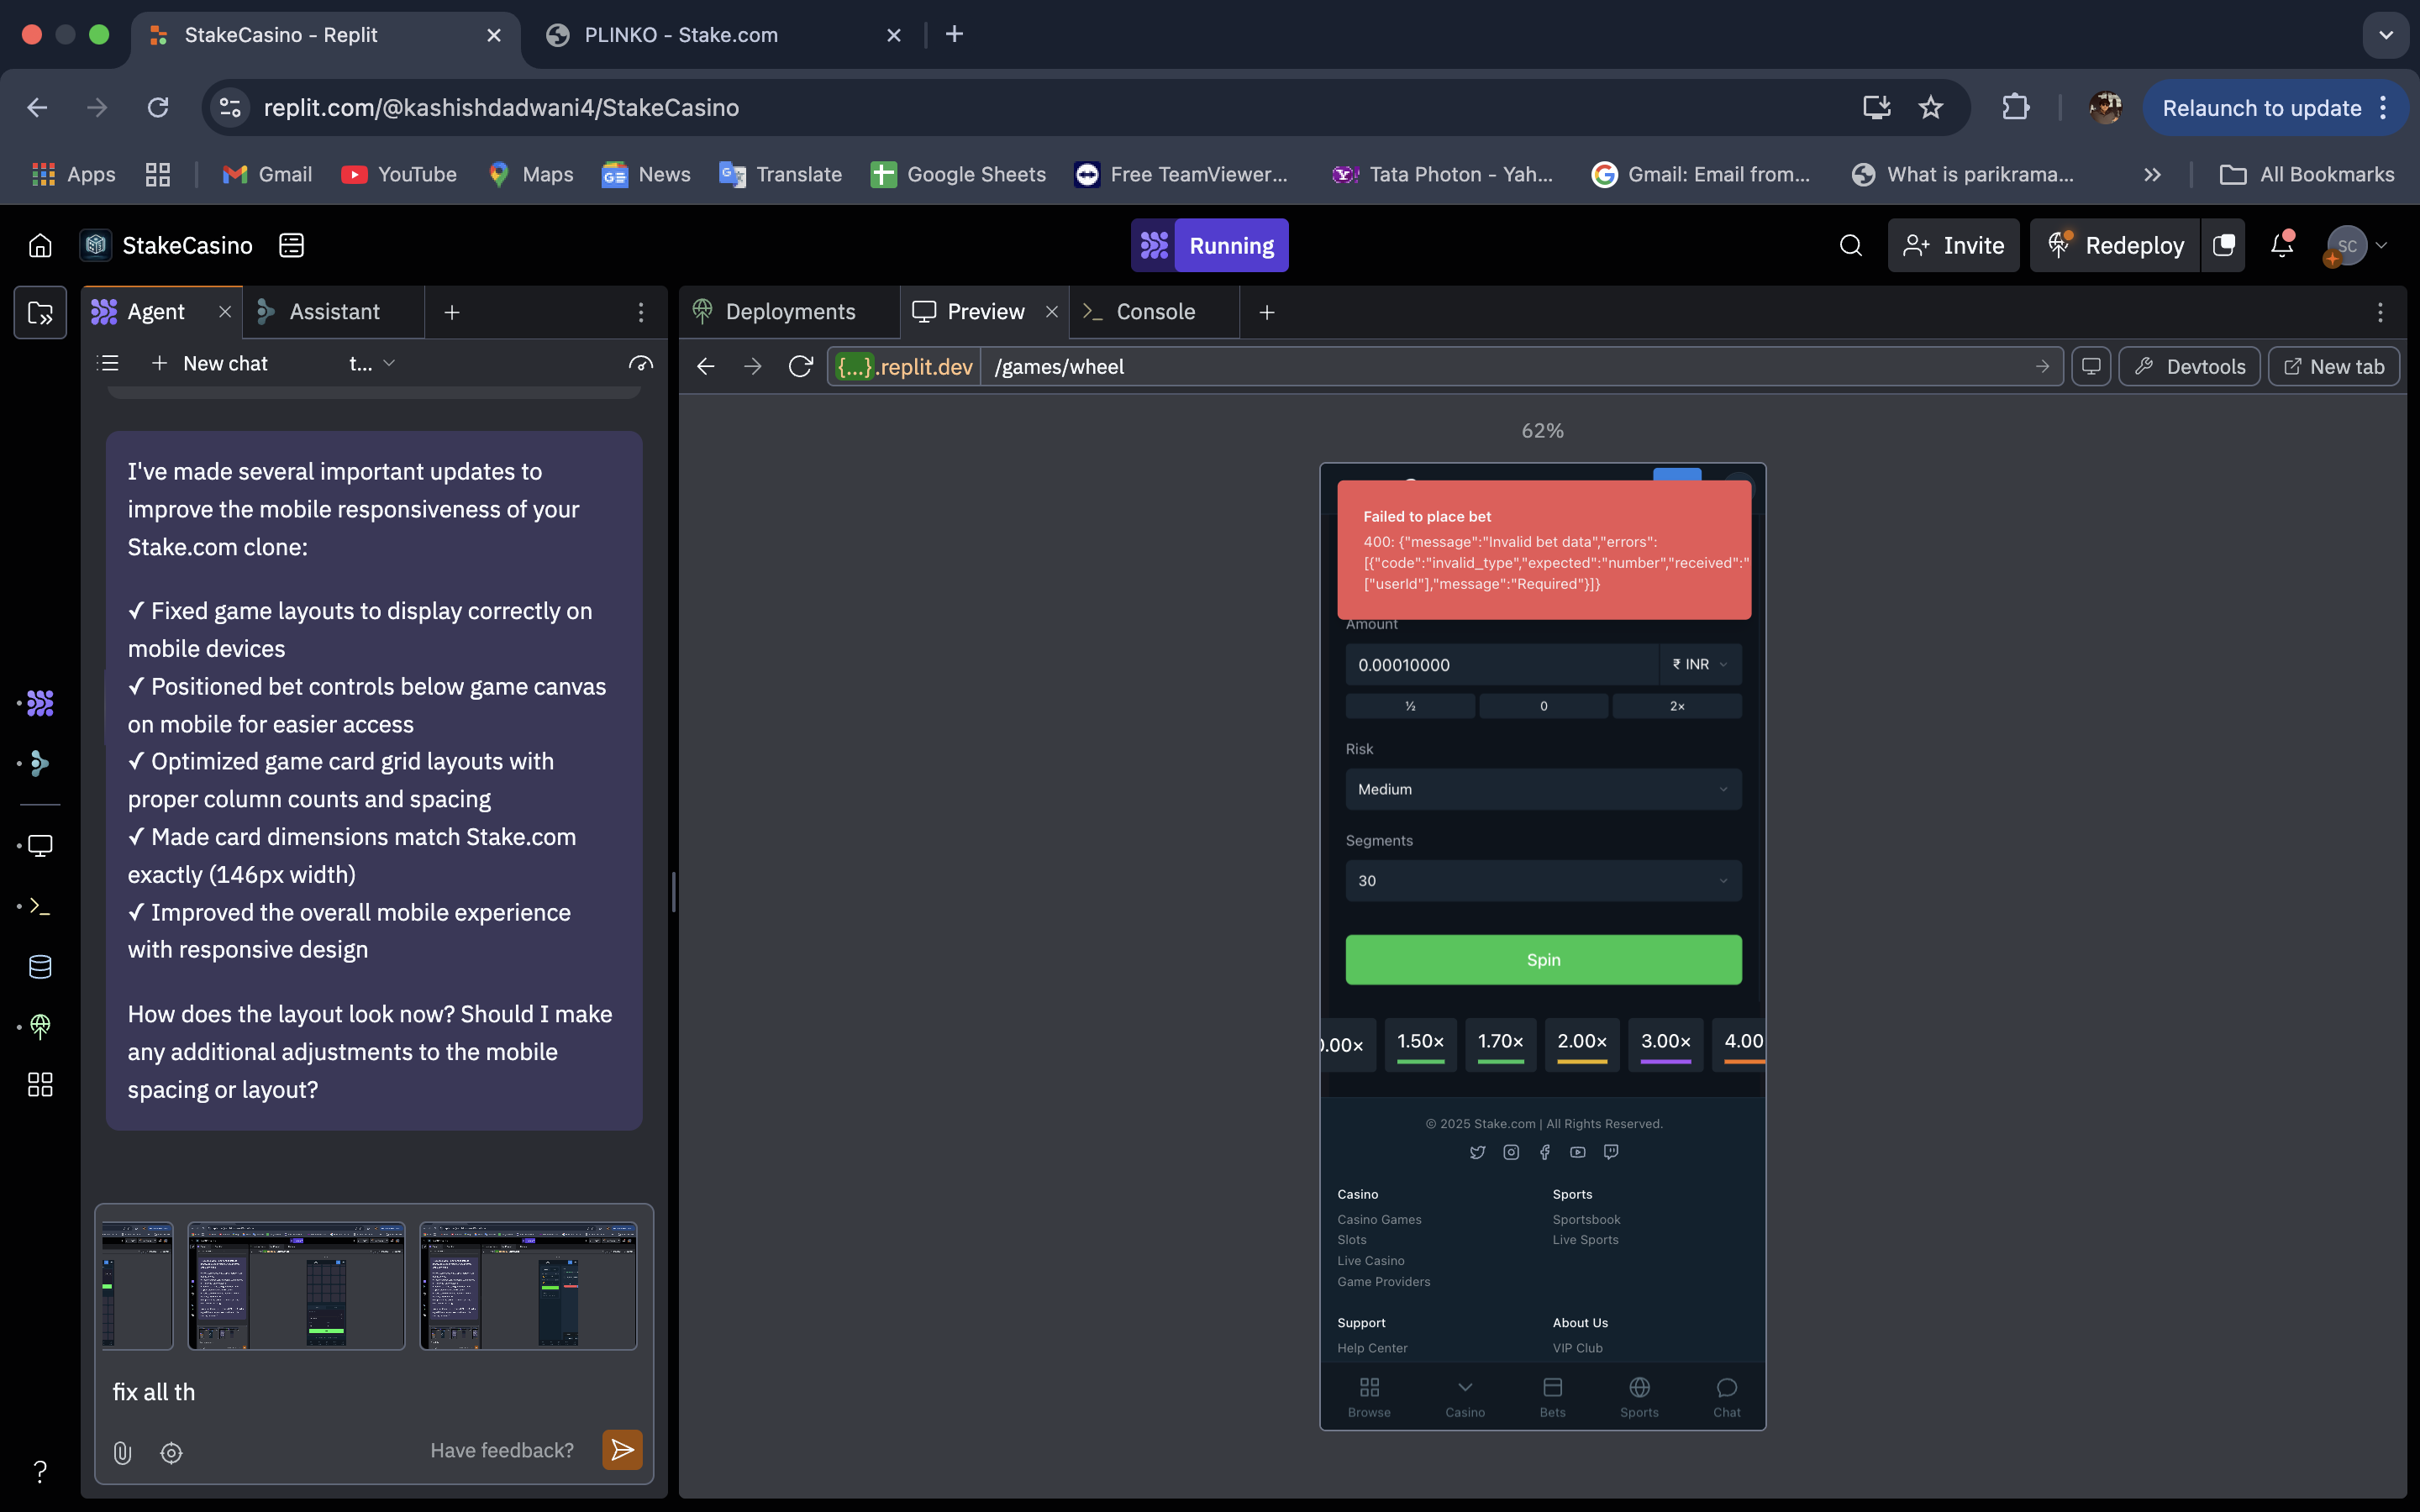 StakeCasino - Replit
PLINKO - Stake.com
replit.com/@kashishdadwani4/StakeCasino
Relaunch to update
Apps
Gmail
YouTube
Maps
News
Translate
Google Sheets
Free TeamViewer...
Tata Photon - Yah...
Gmail: Email from...
What is parikrama...
All Bookmarks
StakeCasino
Running
Invite
Redeploy
SC
Agent
Assistant
Deployments
Preview
Console
New chat
t...
{...}.replit.dev
/games/wheel
Devtools
New tab
I've made several important updates to
improve the mobile responsiveness of your
Stake.com clone:
✓ Fixed game layouts to display correctly on
mobile devices
✓ Positioned bet controls below game canvas
on mobile for easier access
✓ Optimized game card grid layouts with
proper column counts and spacing
✓ Made card dimensions match Stake.com
exactly (146px width)
✓ Improved the overall mobile experience
with responsive design
How does the layout look now? Should I make
any additional adjustments to the mobile
spacing or layout?
fix all th
Have feedback?
62%
Failed to place bet
400: {"message":"Invalid bet data","errors":
[{"code":"invalid_type","expected":"number","received":"
["userId"],"message":"Required"}]}
Amount
0.00010000
₹ INR
½
0
2×
Risk
Medium
Segments
30
Spin
0.00×
1.50×
1.70×
2.00×
3.00×
4.00
© 2025 Stake.com | All Rights Reserved.
Casino
Sports
Casino Games
Sportsbook
Slots
Live Sports
Live Casino
Game Providers
Support
About Us
Help Center
VIP Club
Browse
Casino
Bets
Sports
Chat